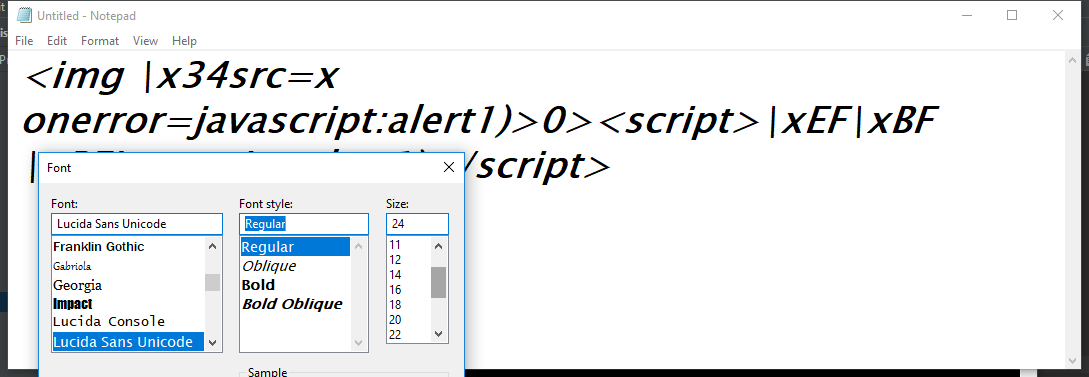 Untitled - Notepad
File Edit Format View Help
<img |x34src=x
onerror=javascript:alert1)>0><script>|xEF|xBF
/script>
Font
Font: Font style: Size:
Lucida Sans Unicode Regular 24
Franklin Gothic Regular 11
Gabriola Oblique 12
Georgia Bold 14
Impact Bold Oblique 16
Lucida Console 18
Lucida Sans Unicode 20
22
Sample